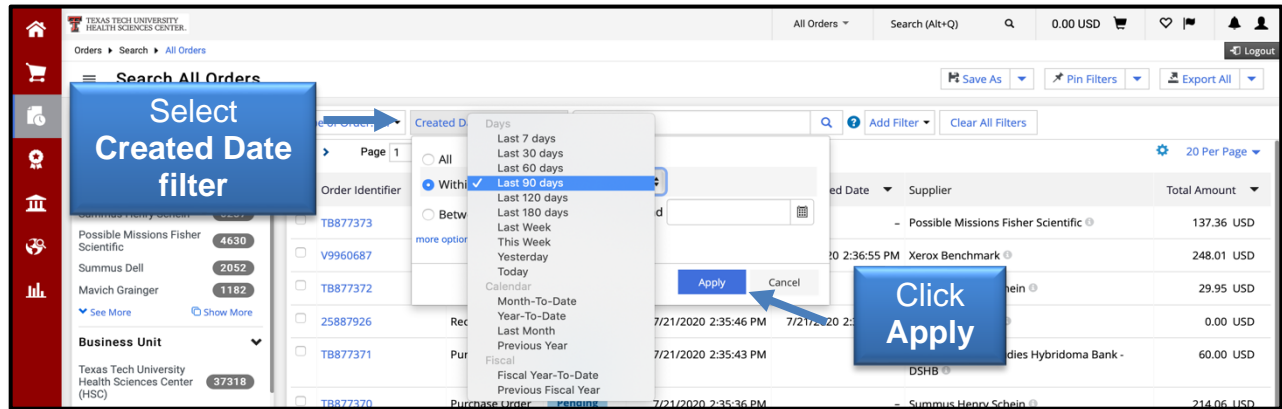 TEXAS TECH UNIVERSITY
HEALTH SCIENCES CENTER.
All Orders
Search (Alt+Q)
0.00 USD
Orders Search All Orders
Logout
Search All Orders
Save As
Pin Filters
Export All
Select
Created Date
filter
Add Filter
Clear All Filters
Page 1
20 Per Page
All
Days
Last 7 days
Last 30 days
Last 60 days
✓ Last 90 days
Last 120 days
Last 180 days
Last Week
This Week
Yesterday
Today
Calendar
Month-To-Date
Year-To-Date
Last Month
Previous Year
Fiscal
Fiscal Year-To-Date
Previous Fiscal Year
Apply
Cancel
Click
Apply
Order Identifier
Supplier
Total Amount
TB877373
– Possible Missions Fisher Scientific
137.36 USD
V9960687
2:36:55 PM
Xerox Benchmark
248.01 USD
TB877372
29.95 USD
25887926
7/21/2020 2:35:46 PM
0.00 USD
TB877371
7/21/2020 2:35:43 PM
Hybridoma Bank -
DSHB
60.00 USD
TB877370
Purchase Order
Pending
7/21/2020 2:35:36 PM
– Summus Henry Schein
214.06 USD
Possible Missions Fisher
Scientific
4630
Summus Dell
2052
Mavich Grainger
1182
See More
Show More
Business Unit
Texas Tech University
Health Sciences Center
(HSC)
37318